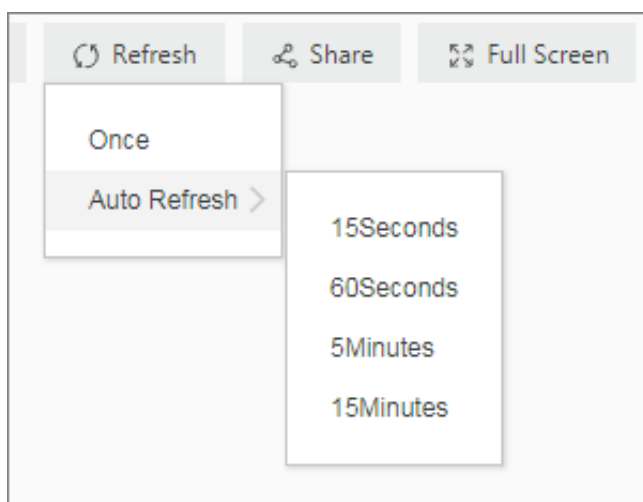 Refresh Share Full Screen
Once
Auto Refresh
15Seconds
60Seconds
5Minutes
15Minutes